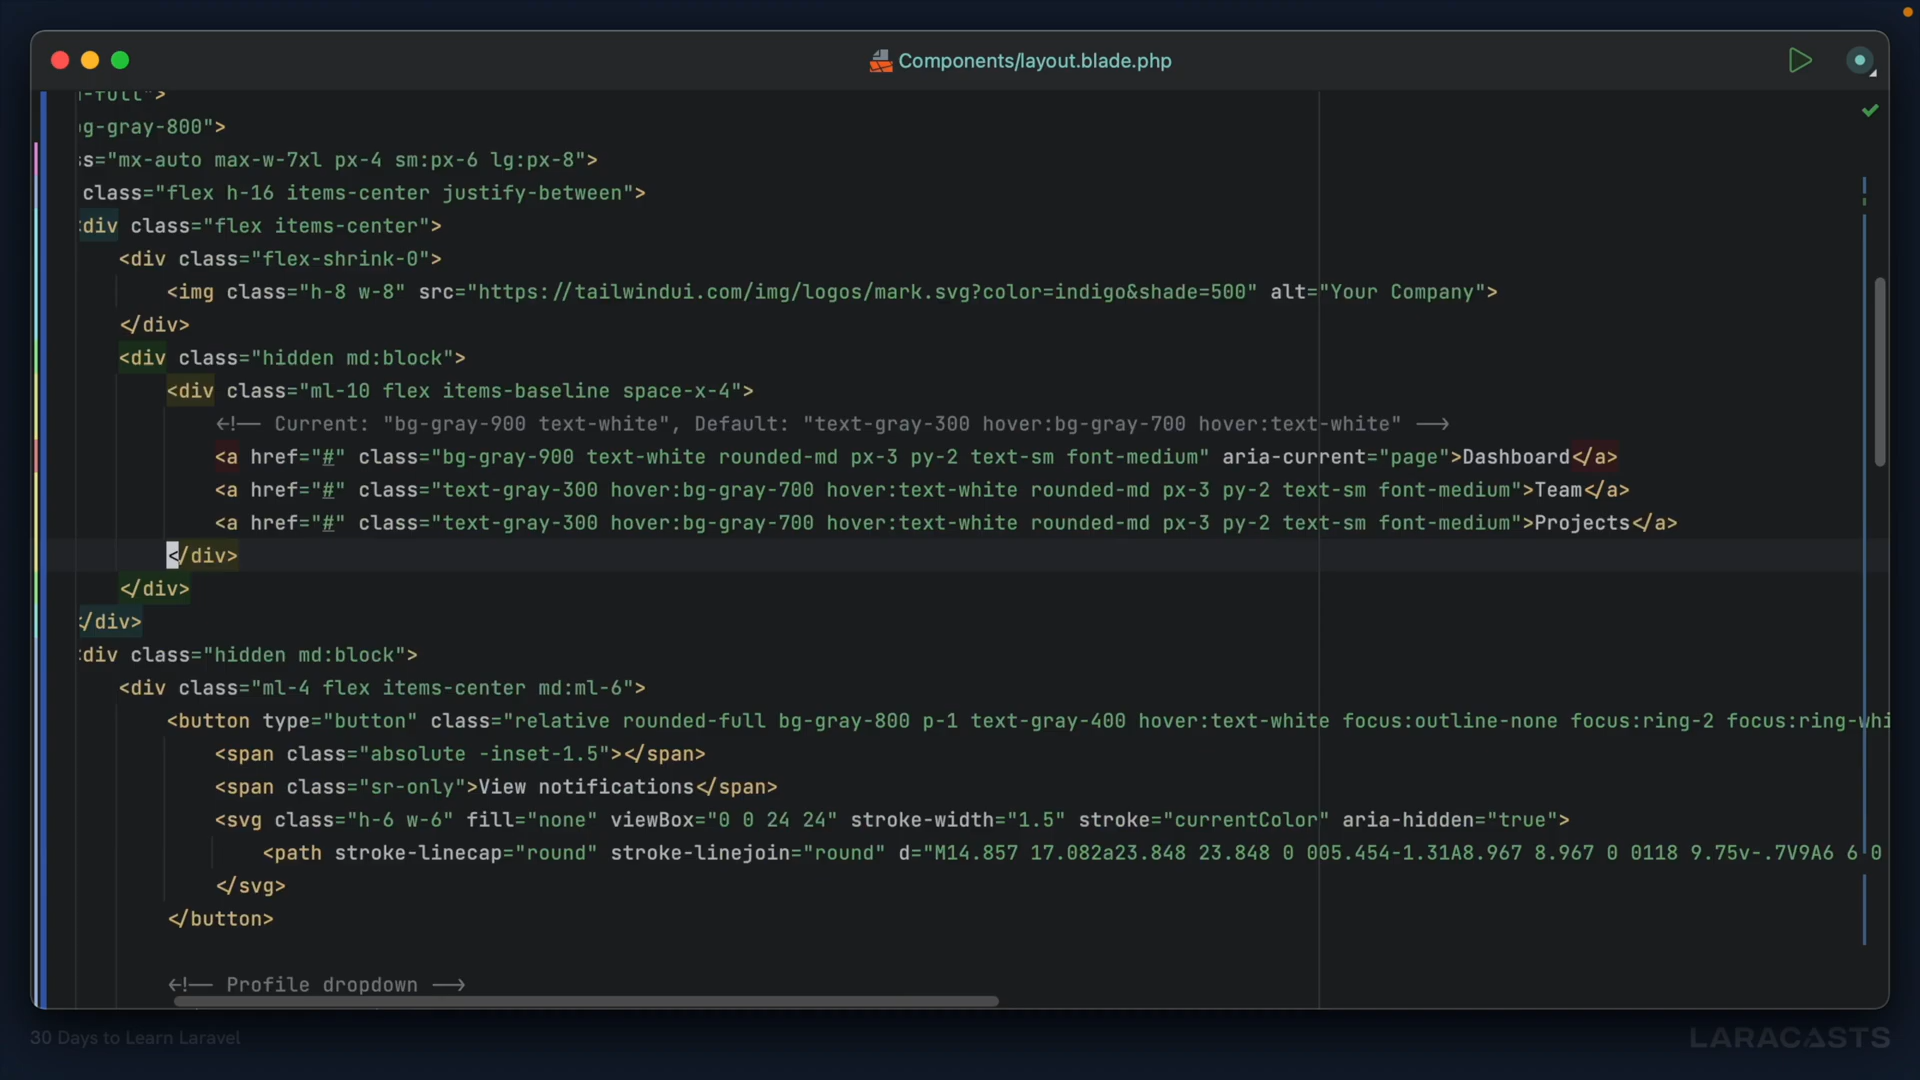 Components/layout.blade.php
-full">
g-gray-800">
s="mx-auto max-w-7xl px-4 sm:px-6 lg:px-8">
class="flex h-16 items-center justify-between">
div class="flex items-center">
<div class="flex-shrink-0">
<img class="h-8 w-8" src="https://tailwindui.com/img/logos/mark.svg?color=indigo&shade=500" alt="Your Company">
</div>
<div class="hidden md:block">
<div class="ml-10 flex items-baseline space-x-4">
<!-- Current: "bg-gray-900 text-white", Default: "text-gray-300 hover:bg-gray-700 hover:text-white" -->
<a href="#" class="bg-gray-900 text-white rounded-md px-3 py-2 text-sm font-medium" aria-current="page">Dashboard</a>
<a href="#" class="text-gray-300 hover:bg-gray-700 hover:text-white rounded-md px-3 py-2 text-sm font-medium">Team</a>
<a href="#" class="text-gray-300 hover:bg-gray-700 hover:text-white rounded-md px-3 py-2 text-sm font-medium">Projects</a>
</div>
</div>
/div>
div class="hidden md:block">
<div class="ml-4 flex items-center md:ml-6">
<button type="button" class="relative rounded-full bg-gray-800 p-1 text-gray-400 hover:text-white focus:outline-none focus:ring-2 focus:ring-whi
<span class="absolute -inset-1.5"></span>
<span class="sr-only">View notifications</span>
<svg class="h-6 w-6" fill="none" viewBox="0 0 24 24" stroke-width="1.5" stroke="currentColor" aria-hidden="true">
<path stroke-linecap="round" stroke-linejoin="round" d="M14.857 17.082a23.848 23.848 0 005.454-1.31A8.967 8.967 0 0118 9.75v-.7V9A6 6 0
</svg>
</button>
<!-- Profile dropdown -->
30 Days to Learn Laravel
LARACASTS